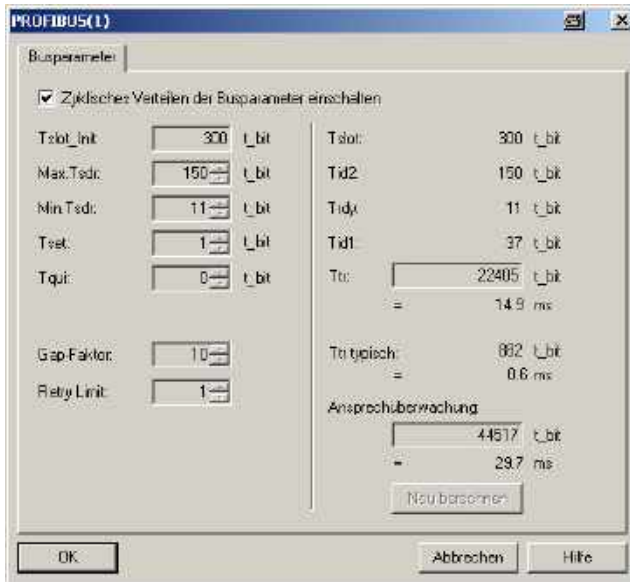 PROFIBUS(1)
Busparameter
Zyklisches Verteilen der Busparameter einschalten
Tslot_Init: 300 t_bit
Max.Tsdr: 150 t_bit
Min.Tsdr: 11 t_bit
Tset: 1 t_bit
Tqui: 0 t_bit
Gap-Faktor: 10
Retry Limit: 1
Tslot: 300 t_bit
Tid2: 150 t_bit
Trdy: 11 t_bit
Tid1: 37 t_bit
Ttr: 22405 t_bit
= 14.9 ms
Ttr typisch: 882 t_bit
= 0.6 ms
Ansprechüberwachung:
44517 t_bit
= 29.7 ms
Neu berechnen
OK
Abbrechen
Hilfe